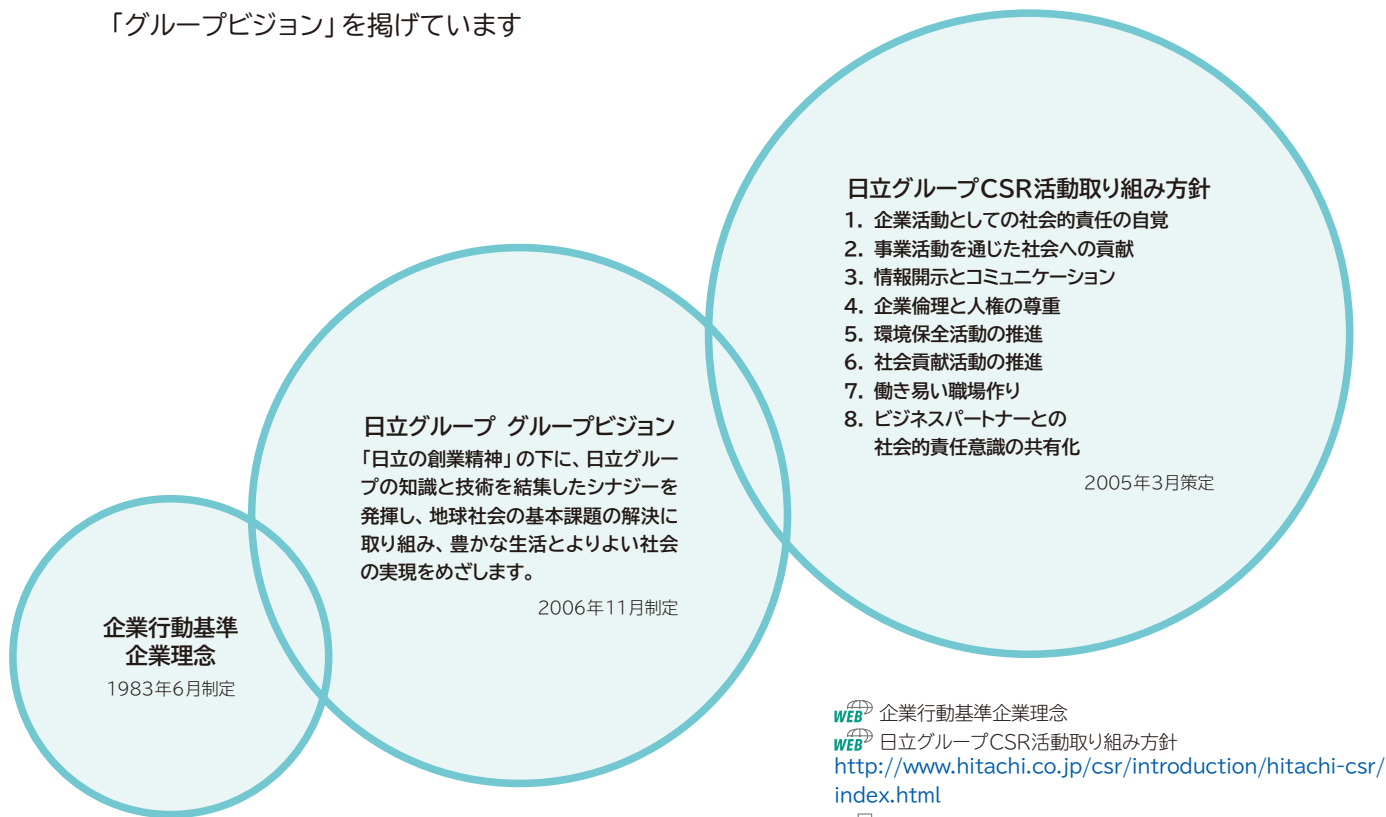 「グループビジョン」を掲げています
日立グループCSR活動取り組み方針
1. 企業活動としての社会的責任の自覚
2. 事業活動を通じた社会への貢献
3. 情報開示とコミュニケーション
4. 企業倫理と人権の尊重
5. 環境保全活動の推進
6. 社会貢献活動の推進
7. 働き易い職場作り
8. ビジネスパートナーとの
社会的責任意識の共有化
2005年3月策定
日立グループ グループビジョン
「日立の創業精神」の下に、日立グルー
プの知識と技術を結集したシナジーを
発揮し、地球社会の基本課題の解決に
取り組み、豊かな生活とよりよい社会
の実現をめざします。
2006年11月制定
企業行動基準
企業理念
1983年6月制定
WEB 企業行動基準企業理念
WEB 日立グループCSR活動取り組み方針
http://www.hitachi.co.jp/csr/introduction/hitachi-csr/
index.html